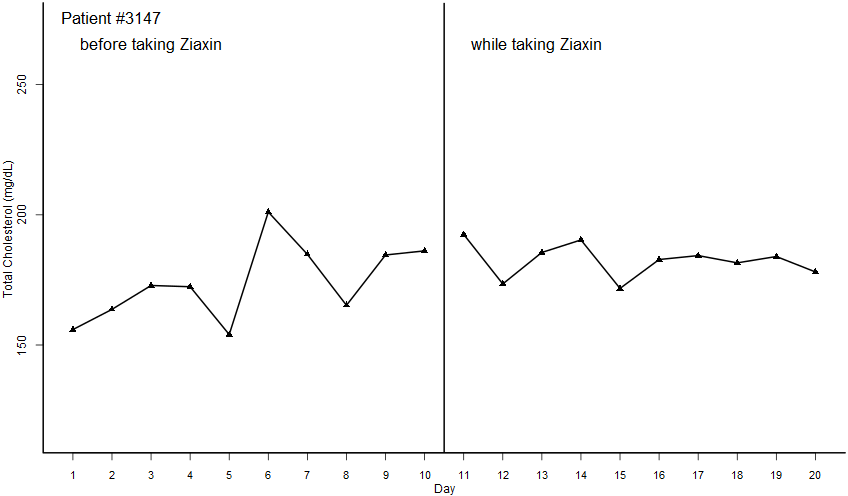 Patient #3147
before taking Ziaxin
while taking Ziaxin
Total Cholesterol (mg/dL)
250
200
150
1 2 3 4 5 6 7 8 9 10 11 12 13 14 15 16 17 18 19 20
Day